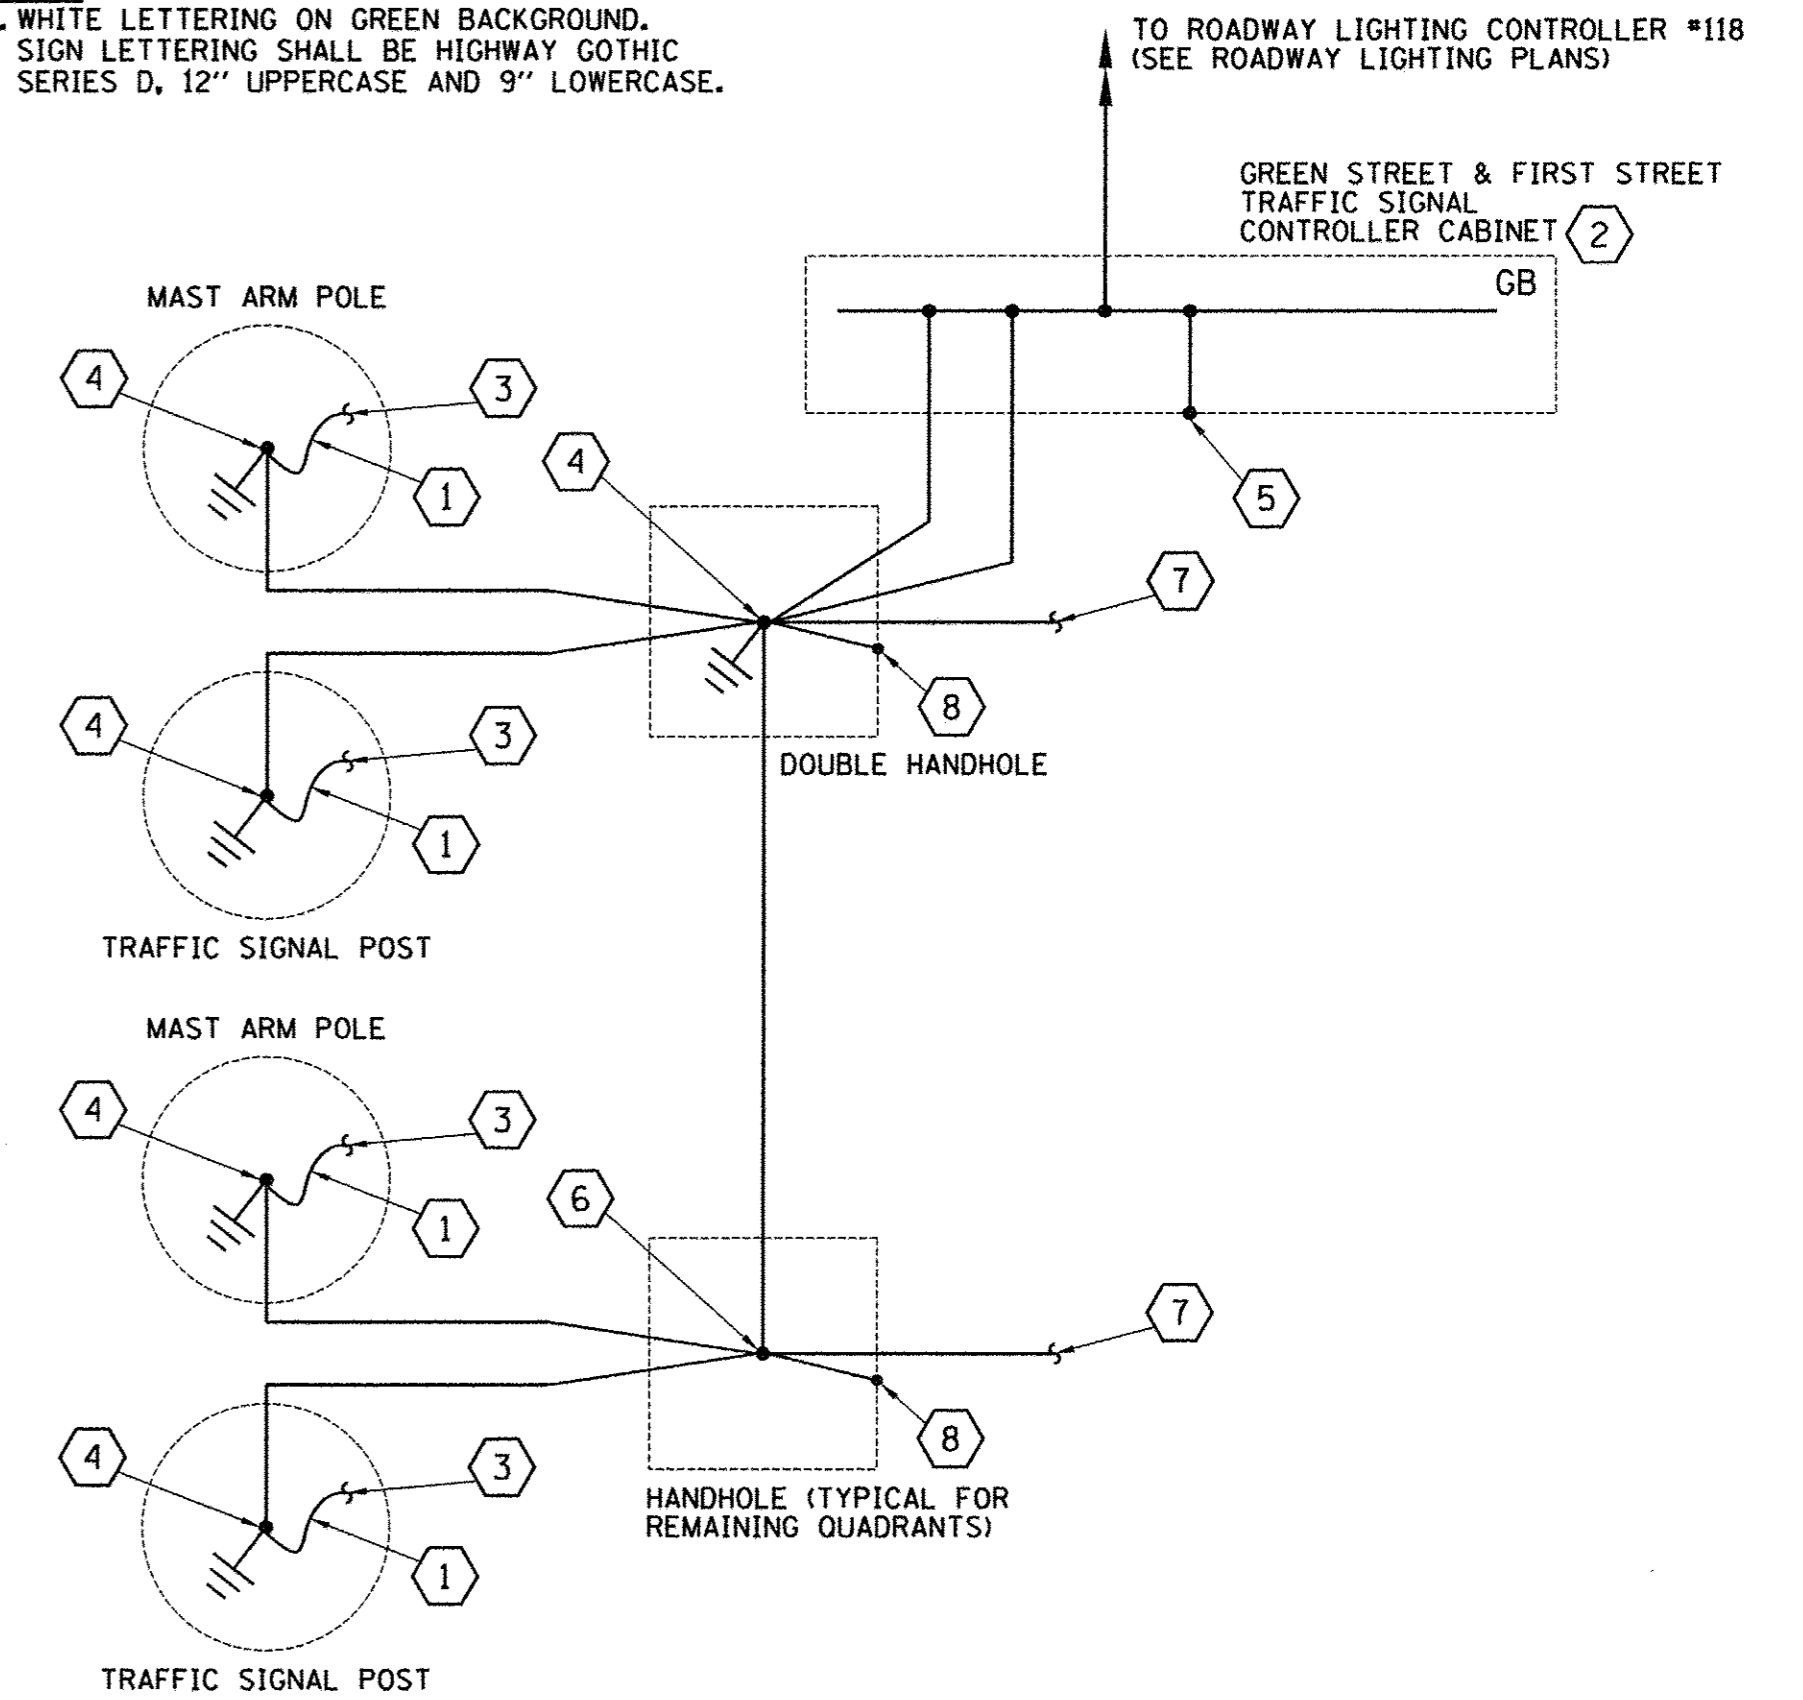 . WHITE LETTERING ON GREEN BACKGROUND.
SIGN LETTERING SHALL BE HIGHWAY GOTHIC
SERIES D, 12" UPPERCASE AND 9" LOWERCASE.
TO ROADWAY LIGHTING CONTROLLER #118
(SEE ROADWAY LIGHTING PLANS)
GREEN STREET & FIRST STREET
TRAFFIC SIGNAL
CONTROLLER CABINET 2
GB
MAST ARM POLE
4
3
1
4
5
7
8
DOUBLE HANDHOLE
4
3
1
TRAFFIC SIGNAL POST
MAST ARM POLE
4
3
1
6
7
8
HANDHOLE (TYPICAL FOR
REMAINING QUADRANTS)
4
3
1
TRAFFIC SIGNAL POST